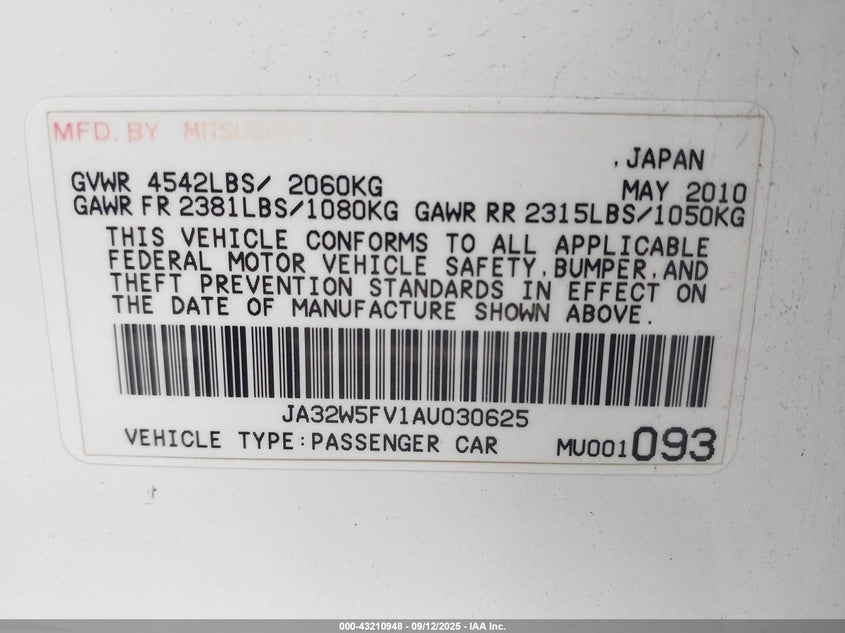 MFD. BY MITSUBISHI
, JAPAN
GVWR 4542LBS/ 2060KG MAY 2010
GAWR FR 2381LBS/1080KG GAWR RR 2315LBS/1050KG
THIS VEHICLE CONFORMS TO ALL APPLICABLE
FEDERAL MOTOR VEHICLE SAFETY, BUMPER, AND
THEFT PREVENTION STANDARDS IN EFFECT ON
THE DATE OF MANUFACTURE SHOWN ABOVE.
JA32W5FV1AU030625
VEHICLE TYPE:PASSENGER CAR MU001 093
000-43210948 - 09/12/2025 - IAA Inc.